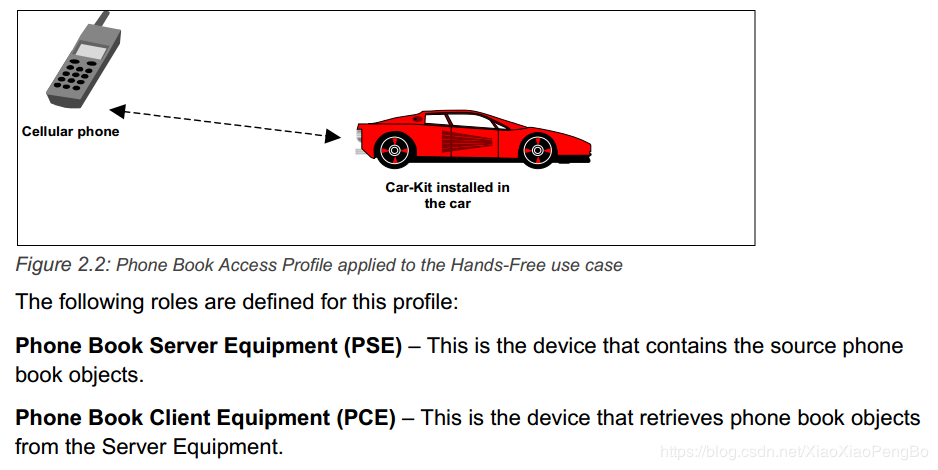 Cellular phone
Car-Kit installed in
the car
Figure 2.2: Phone Book Access Profile applied to the Hands-Free use case
The following roles are defined for this profile:
Phone Book Server Equipment (PSE) – This is the device that contains the source phone
book objects.
Phone Book Client Equipment (PCE) – This is the device that retrieves phone book objects
from the Server Equipment.
https://blog.csdn.net/XiaoXiaoPengBo